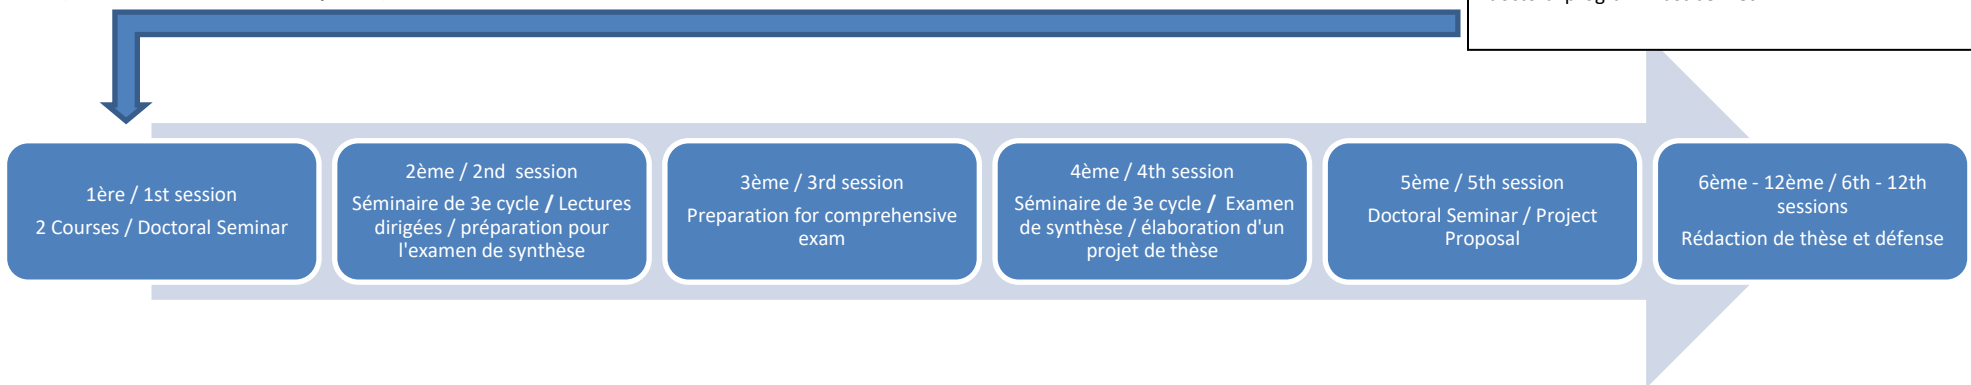 1ère / 1st session
2 Courses / Doctoral Seminar
2ème / 2nd session
Séminaire de 3e cycle / Lectures
dirigées / préparation pour
l'examen de synthèse
3ème / 3rd session
Preparation for comprehensive
exam
4ème / 4th session
Séminaire de 3e cycle / Examen
de synthèse / élaboration d'un
projet de thèse
5ème / 5th session
Doctoral Seminar / Project
Proposal
6ème - 12ème / 6th - 12th
sessions
Rédaction de thèse et défense